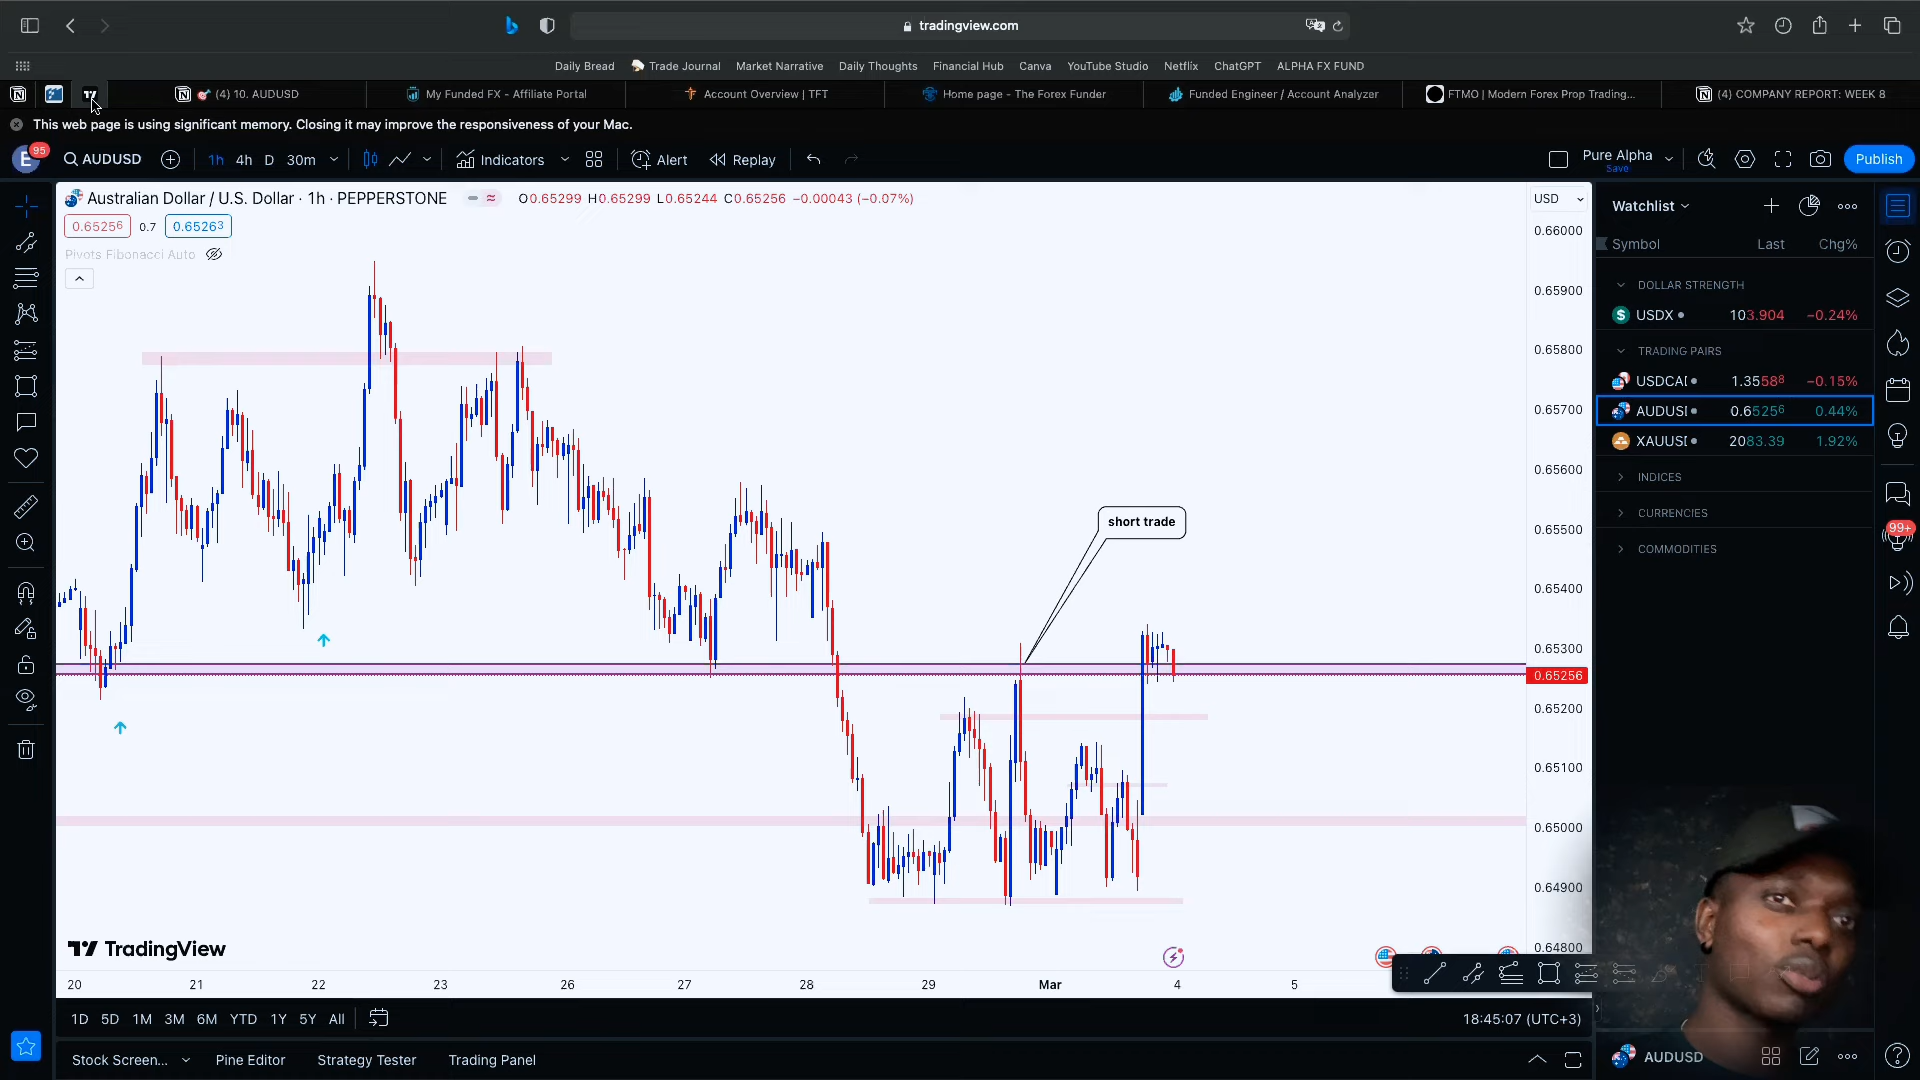 tradingview.com
Daily Bread
Trade Journal
Market Narrative
Daily Thoughts
Financial Hub
Canva
YouTube Studio
Netflix
ChatGPT
ALPHA FX FUND
(4) 10. AUDUSD
My Funded FX - Affiliate Portal
Account Overview | TFT
Home page - The Forex Funder
Funded Engineer / Account Analyzer
FTMO | Modern Forex Prop Trading...
(4) COMPANY REPORT: WEEK 8
This web page is using significant memory. Closing it may improve the responsiveness of your Mac.
E
95
AUDUSD
1h
4h
D
30m
Indicators
Alert
Replay
Pure Alpha
Save
Publish
Australian Dollar / U.S. Dollar · 1h · PEPPERSTONE
O0.65299 H0.65299 L0.65244 C0.65256 −0.00043 (−0.07%)
0.65256
0.7
0.65263
Pivots Fibonacci Auto
USD
0.66000
0.65900
0.65800
0.65700
0.65600
0.65500
0.65400
0.65300
0.65256
0.65200
0.65100
0.65000
0.64900
0.64800
short trade
TradingView
20
21
22
23
26
27
28
29
Mar
4
5
1D
5D
1M
3M
6M
YTD
1Y
5Y
All
18:45:07 (UTC+3)
Stock Screen...
Pine Editor
Strategy Tester
Trading Panel
Watchlist
Symbol
Last
Chg%
DOLLAR STRENGTH
USDX
103.904
−0.24%
TRADING PAIRS
USDCA
1.35588
−0.15%
AUDUS
0.65256
0.44%
XAUUS
2083.39
1.92%
INDICES
CURRENCIES
COMMODITIES
99+
AUDUSD